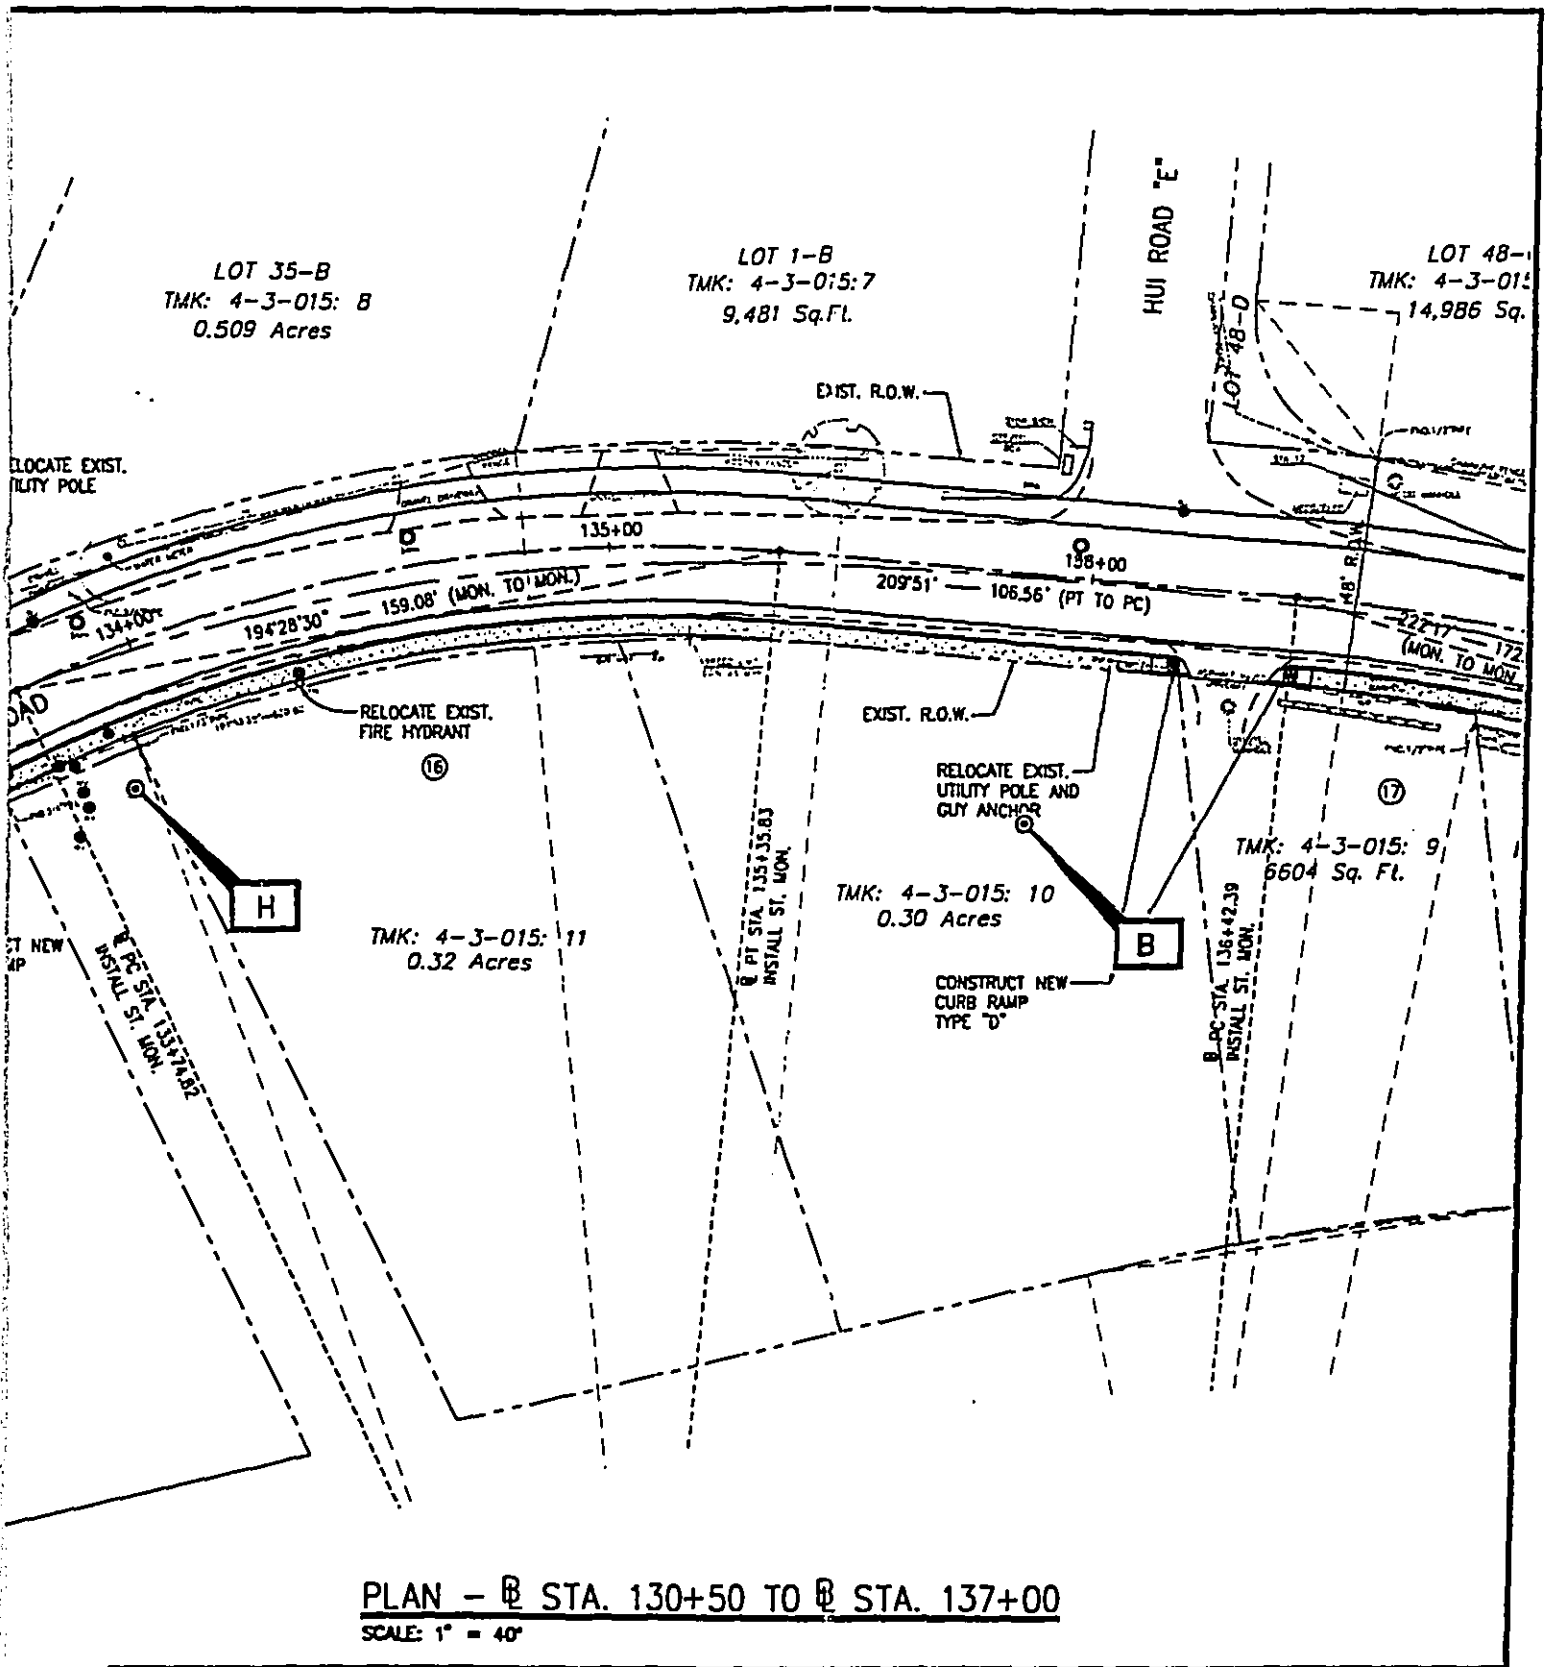 HUI ROAD "E"
LOT 35-B
TMK: 4-3-015: 8
0.509 Acres
LOT 1-B
TMK: 4-3-015: 7
9,481 Sq.Ft.
LOT 48-
TMK: 4-3-015
14,986 Sq.
LOT 48-D
EXIST. R.O.W.
ELOCATE EXIST.
TILITY POLE
135+00
134+00
194°28'30"
159.08' (MON. TO MON.)
209°51'
106.56' (PT TO PC)
48' R.O.W.
172
(MON. TO MON.
OAD
RELOCATE EXIST.
FIRE HYDRANT
16
EXIST. R.O.W.
RELOCATE EXIST.
UTILITY POLE AND
GUY ANCHOR
17
TMK: 4-3-015: 9
6604 Sq. Ft.
H
TMK: 4-3-015: 11
0.32 Acres
TMK: 4-3-015: 10
0.30 Acres
B
CONSTRUCT NEW
CURB RAMP
TYPE "D"
CT NEW
MP
PC STA. 133+74.82
INSTALL ST. MON.
PT STA. 135+35.83
INSTALL ST. MON.
PC STA. 136+42.39
INSTALL ST. MON.
PLAN - ⅊ STA. 130+50 TO ⅊ STA. 137+00
SCALE: 1" = 40'